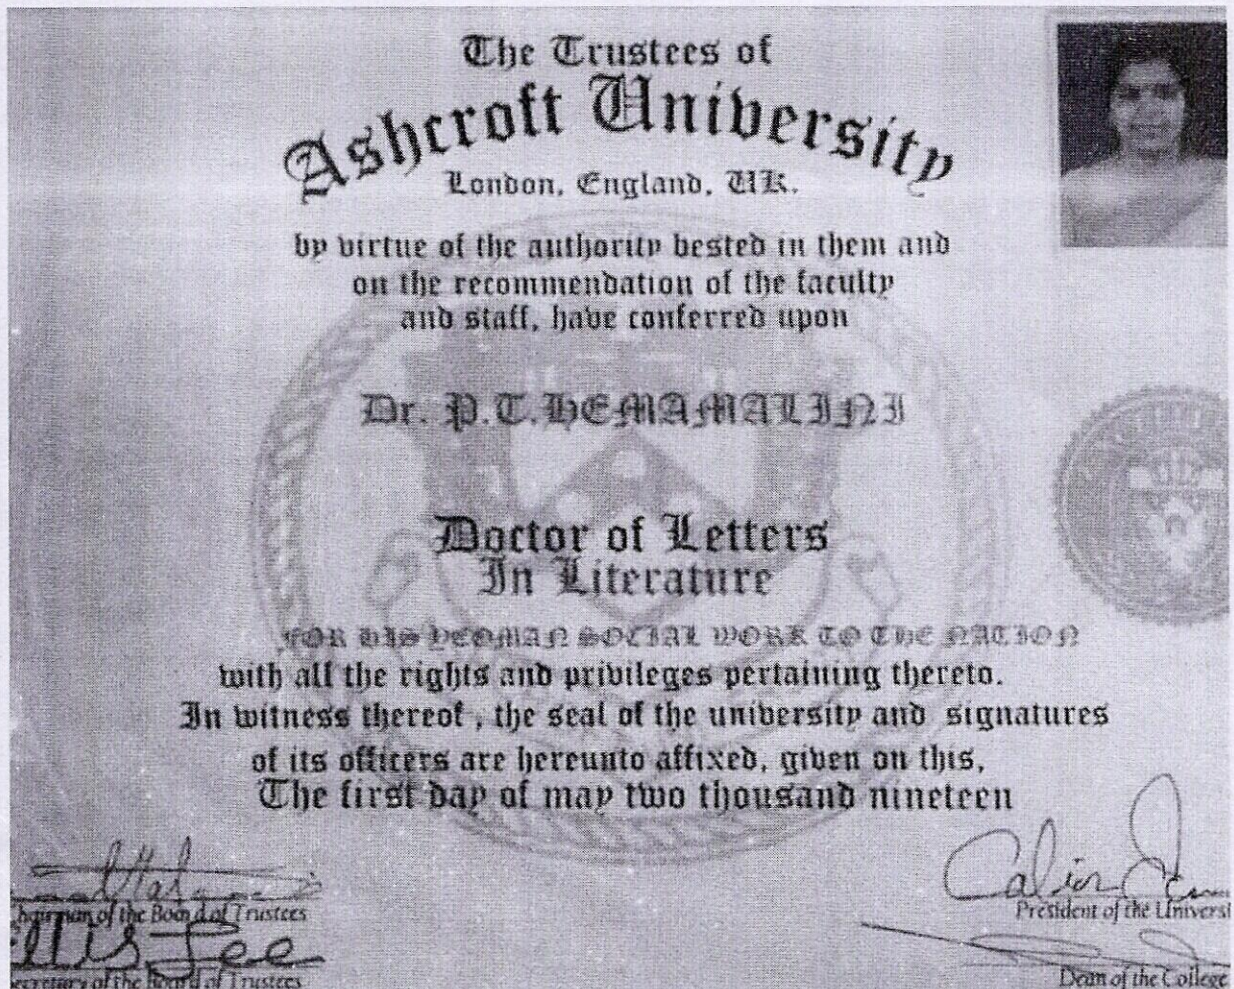 The Trustees of
Ashcroft University
London, England, UK.
by virtue of the authority bested in them and
on the recommendation of the faculty
and staff, have conferred upon
Dr. P.T.HEMAMALINI
Doctor of Letters
In Literature
FOR HIS YEOMAN SOCIAL WORK TO THE NATION
with all the rights and privileges pertaining thereto.
In witness thereof , the seal of the university and signatures
of its officers are hereunto affixed, given on this,
The first day of may two thousand nineteen
Chairman of the Board of Trustees
President of the Universi
Ellis Lee
Secretary of the Board of Trustees
Dean of the College